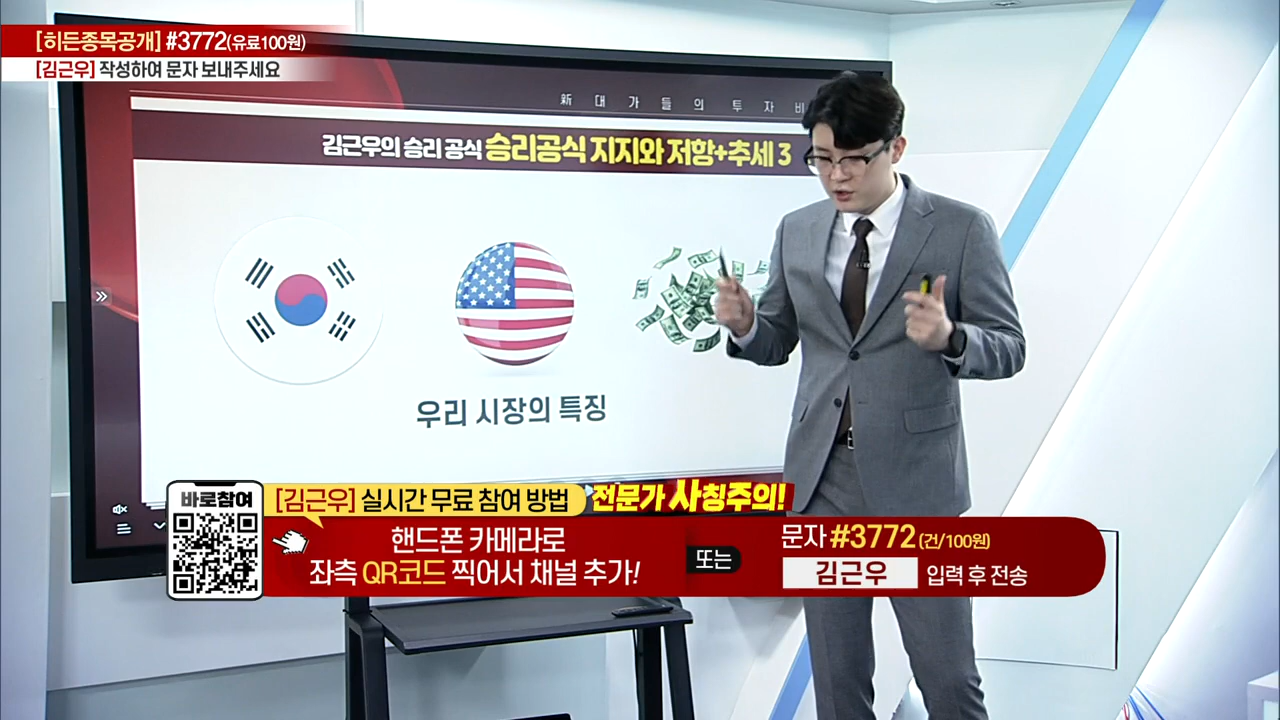 [히든종목공개] #3772(유료100원)
[김근우] 작성하여 문자 보내주세요
新 대 가 들 의 투 자 비
김근우의 승리 공식 승리공식 지지와 저항+추세 3
우리 시장의 특징
바로참여
[김근우] 실시간 무료 참여 방법
전문가 사칭주의!
핸드폰 카메라로
좌측 QR코드 찍어서 채널 추가!
또는
문자 #3772 (건/100원)
김근우 입력 후 전송